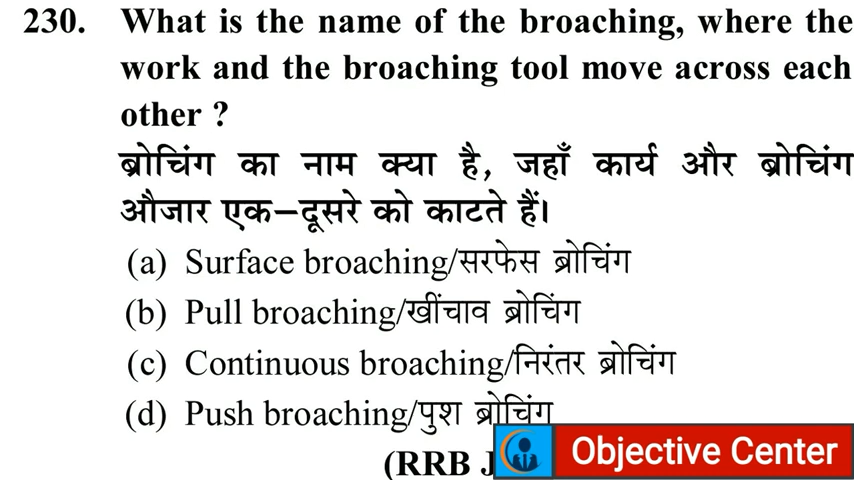 230. What is the name of the broaching, where the
work and the broaching tool move across each
other ?
ब्रोचिंग का नाम क्या है, जहाँ कार्य और ब्रोचिंग
औजार एक–दूसरे को काटते हैं।
(a) Surface broaching/सरफेस ब्रोचिंग
(b) Pull broaching/खींचाव ब्रोचिंग
(c) Continuous broaching/निरंतर ब्रोचिंग
(d) Push broaching/पुश ब्रोचिंग
(RRB J
Objective Center